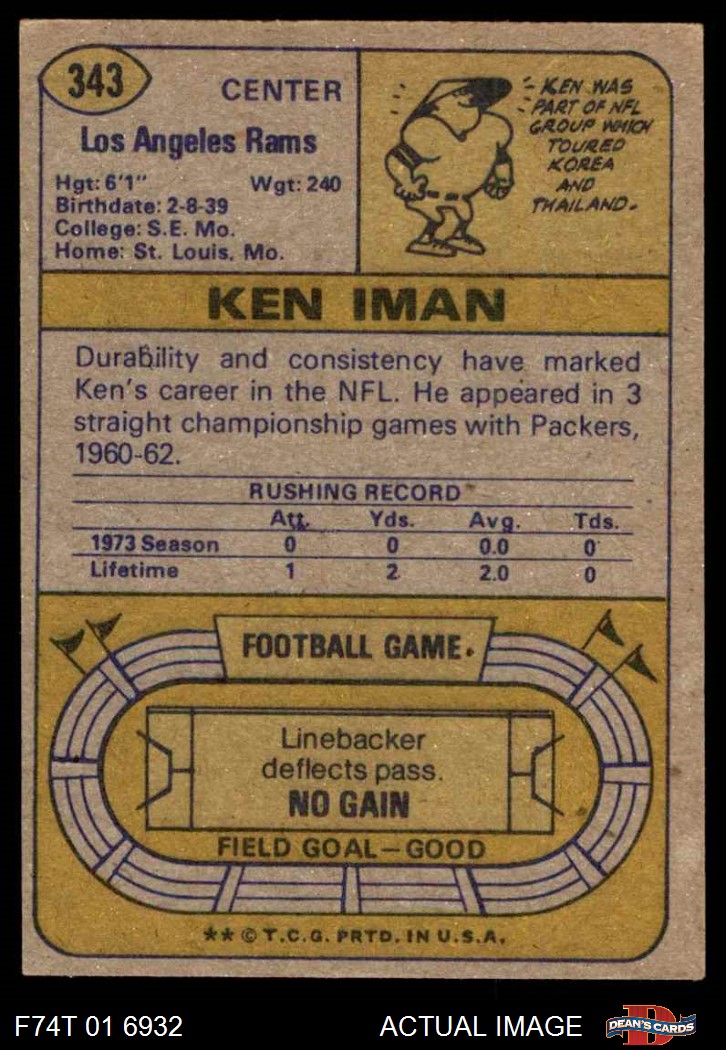 343
CENTER
Los Angeles Rams
Hgt: 6'1" Wgt: 240
Birthdate: 2-8-39
College: S.E. Mo.
Home: St. Louis, Mo.
KEN WAS
PART OF NFL
GROUP WHICH
TOURED
KOREA
AND
THAILAND.
KEN IMAN
Durability and consistency have marked
Ken's career in the NFL. He appeared in 3
straight championship games with Packers,
1960-62.
RUSHING RECORD
Att. Yds. Avg. Tds.
1973 Season 0 0 0.0 0
Lifetime 1 2 2.0 0
FOOTBALL GAME.
Linebacker
deflects pass.
NO GAIN
FIELD GOAL—GOOD
** © T.C.G. PRTD. IN U.S.A.
F74T 01 6932 ACTUAL IMAGE
D
DEAN'S CARDS